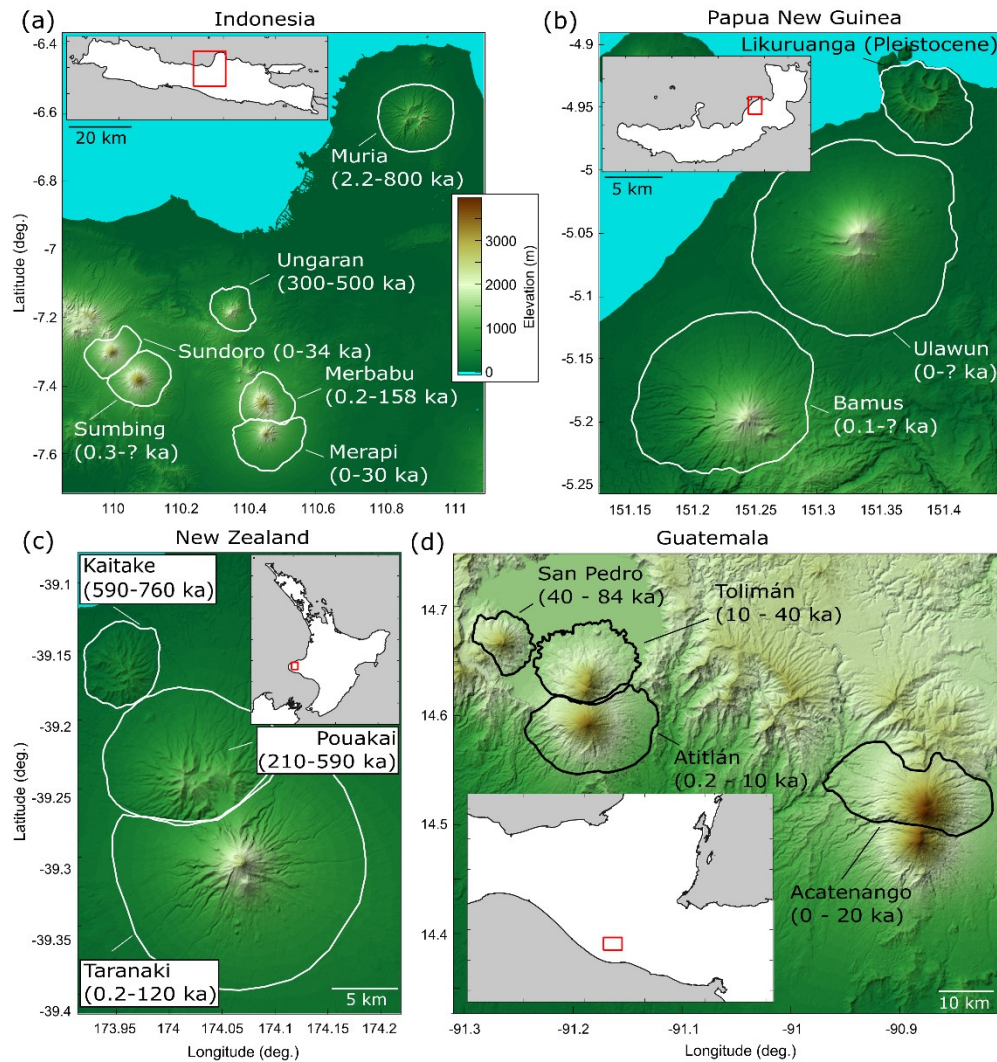 (a)
Indonesia
-6.4
-6.6
-6.8
-7
-7.2
-7.4
-7.6
Latitude (deg.)
20 km
Muria
(2.2-800 ka)
Ungaran
(300-500 ka)
Sundoro (0-34 ka)
Merbabu
(0.2-158 ka)
Sumbing
(0.3-? ka)
Merapi
(0-30 ka)
3000
2000
1000
0
Elevation (m)
110
110.2
110.4
110.6
110.8
111
(b)
Papua New Guinea
-4.9
-4.95
-5
-5.05
-5.1
-5.15
-5.2
-5.25
Likuruanga (Pleistocene)
5 km
Ulawun
(0-? ka)
Bamus
(0.1-? ka)
151.15
151.2
151.25
151.3
151.35
151.4
(c)
New Zealand
-39.1
-39.15
-39.2
-39.25
-39.3
-39.35
-39.4
Latitude (deg.)
Kaitake
(590-760 ka)
Pouakai
(210-590 ka)
Taranaki
(0.2-120 ka)
5 km
173.95
174
174.05
174.1
174.15
174.2
Longitude (deg.)
(d)
Guatemala
14.7
14.6
14.5
14.4
San Pedro
(40 - 84 ka)
Tolimán
(10 - 40 ka)
Atitlán
(0.2 - 10 ka)
Acatenango
(0 - 20 ka)
10 km
-91.3
-91.2
-91.1
-91
-90.9
Longitude (deg.)